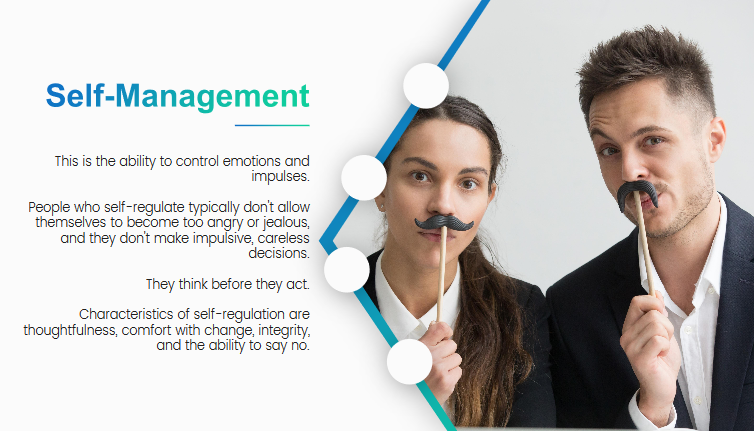 Self-Management
This is the ability to control emotions and
impulses.
People who self-regulate typically don't allow
themselves to become too angry or jealous,
and they don't make impulsive, careless
decisions.
They think before they act.
Characteristics of self-regulation are
thoughtfulness, comfort with change, integrity,
and the ability to say no.